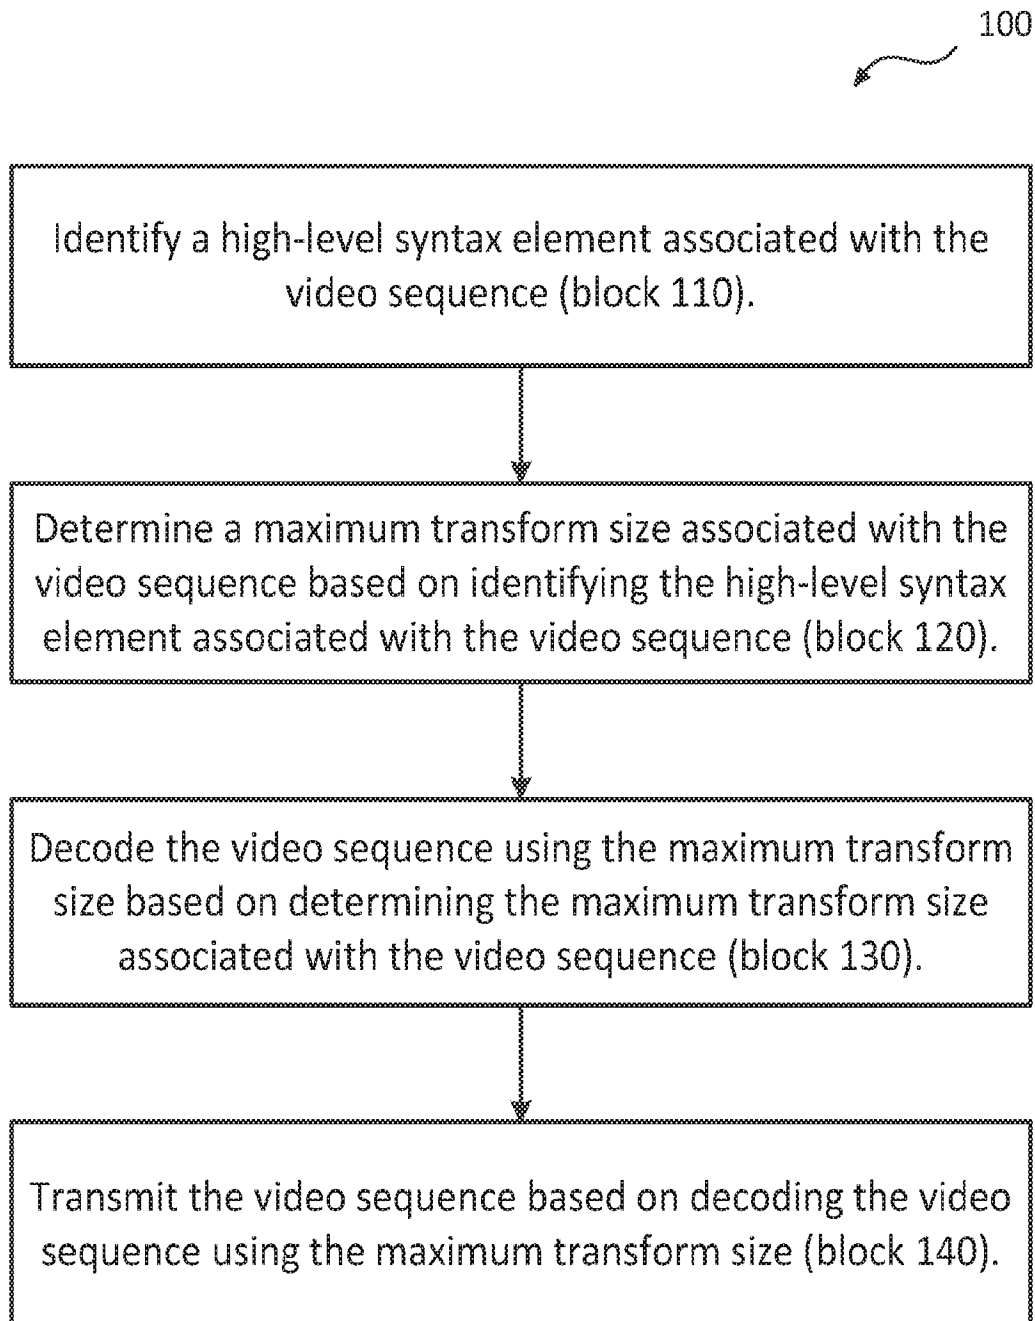 100
Identify a high-level syntax element associated with the
video sequence (block 110).
Determine a maximum transform size associated with the
video sequence based on identifying the high-level syntax
element associated with the video sequence (block 120).
Decode the video sequence using the maximum transform
size based on determining the maximum transform size
associated with the video sequence (block 130).
Transmit the video sequence based on decoding the video
sequence using the maximum transform size (block 140).